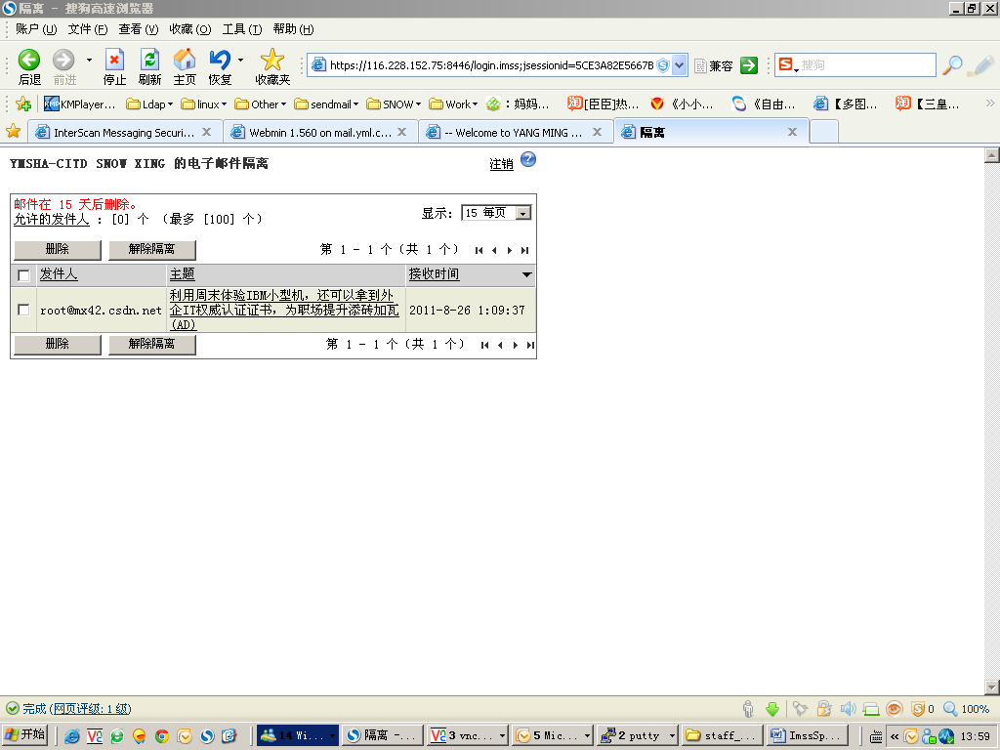 隔离 - 搜狗高速浏览器
账户(U) 文件(F) 查看(V) 收藏(O) 工具(T) 帮助(H)
后退 前进 停止 刷新 主页 恢复 收藏夹
https://116.228.152.75:8446/login.imss;jsessionid=5CE3A82E5667B 兼容 搜狗
KMPlayer... Ldap linux Other sendmail SNOW Work :妈妈... [臣臣]热... 《小小... 《自由... 【多图... 【三皇... »
InterScan Messaging Securi... Webmin 1.560 on mail.yml.c... -- Welcome to YANG MING ... 隔离
YMSHA-CITD SNOW XING 的电子邮件隔离 注销
邮件在 15 天后删除。
允许的发件人 : [0] 个 (最多 [100] 个) 显示: 15 每页
删除 解除隔离 第 1 - 1 个(共 1 个)
发件人 主题 接收时间
利用周末体验IBM小型机，还可以拿到外
root@mx42.csdn.net 企IT权威认证证书，为职场提升添砖加瓦 2011-8-26 1:09:37
(AD)
删除 解除隔离 第 1 - 1 个(共 1 个)
完成 (网页评级: 1 级) 0 100%
开始 14 Wi... 隔离 -... 3 vnc... 5 Mic... 2 putty staff_... ImssSp... « 13:59